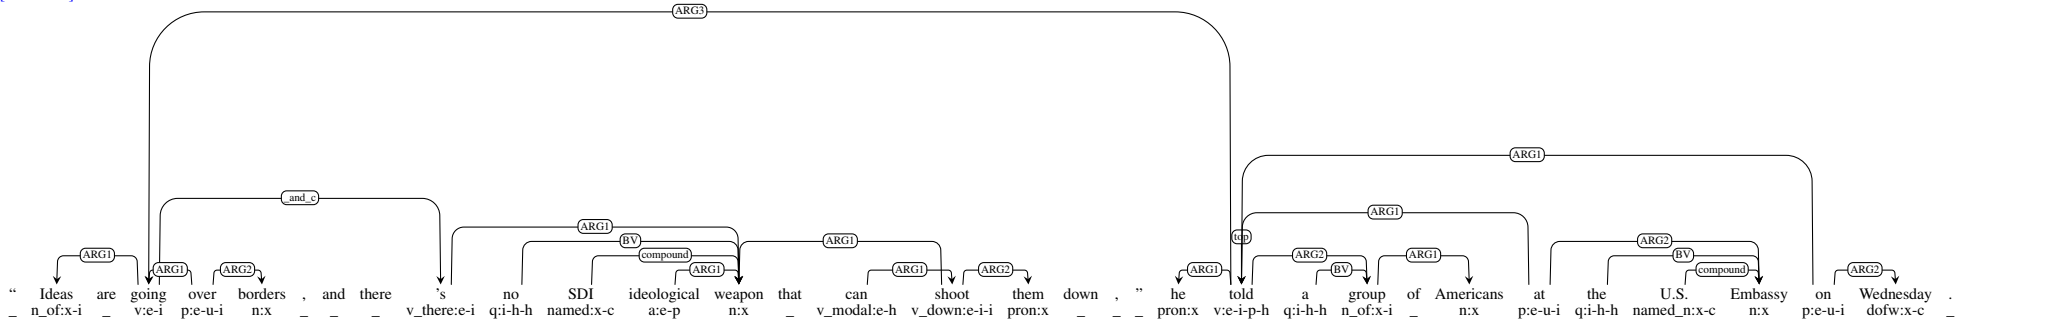 ARG3
ARG1
_and_c
ARG1
ARG1
BV
ARG1
top
ARG2
compound
ARG1
ARG1
ARG2
ARG1
BV
ARG1
ARG2
ARG1
ARG1
ARG2
ARG1
ARG2
BV
ARG1
compound
ARG2
“ Ideas are going over borders , and there 's no SDI ideological weapon that can shoot them down , ” he told a group of Americans at the U.S. Embassy on Wednesday .
_ n_of:x-i _ v:e-i p:e-u-i n:x _ _ _ v_there:e-i q:i-h-h named:x-c a:e-p n:x _ v_modal:e-h v_down:e-i-i pron:x _ _ _ pron:x v:e-i-p-h q:i-h-h n_of:x-i _ n:x p:e-u-i q:i-h-h named_n:x-c n:x p:e-u-i dofw:x-c _